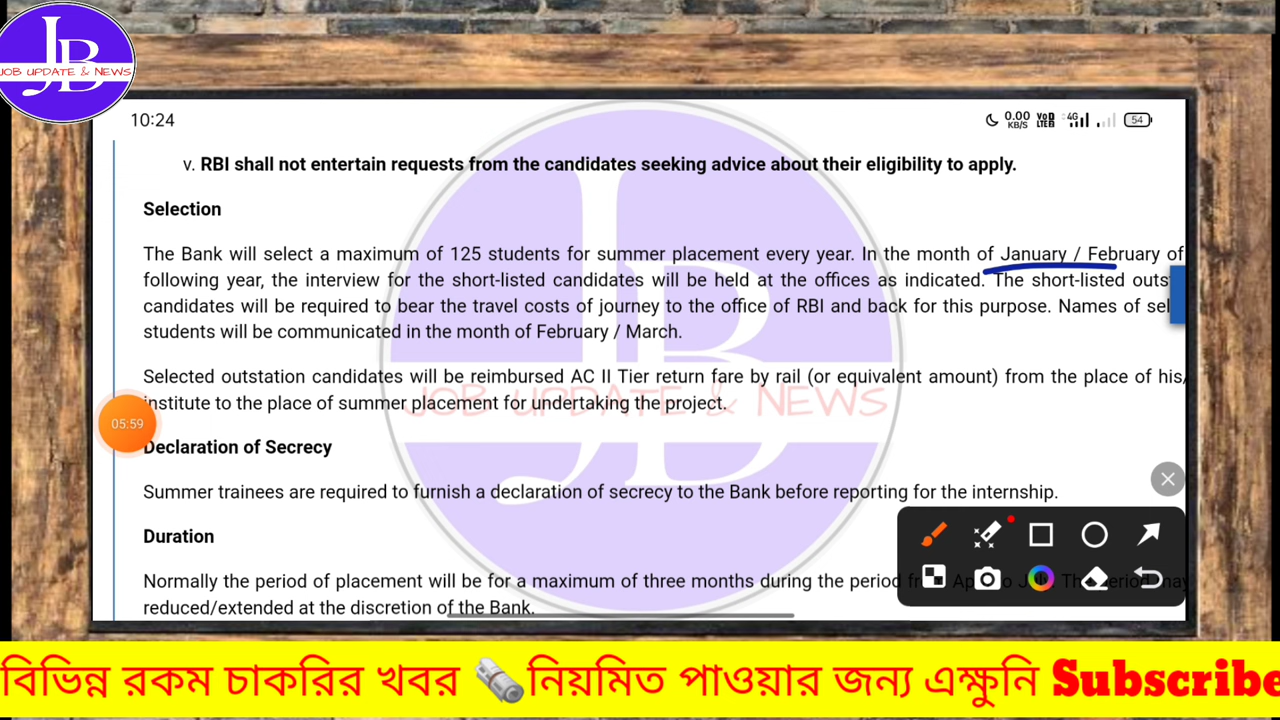 JB
JOB UPDATE & NEWS
10:24
0.00 KB/S
4G
54
v. RBI shall not entertain requests from the candidates seeking advice about their eligibility to apply.
Selection
The Bank will select a maximum of 125 students for summer placement every year. In the month of January / February of
following year, the interview for the short-listed candidates will be held at the offices as indicated. The short-listed outs
candidates will be required to bear the travel costs of journey to the office of RBI and back for this purpose. Names of sel
students will be communicated in the month of February / March.
Selected outstation candidates will be reimbursed AC II Tier return fare by rail (or equivalent amount) from the place of his/
institute to the place of summer placement for undertaking the project.
JB
JOB UPDATE & NEWS
05:59
Declaration of Secrecy
Summer trainees are required to furnish a declaration of secrecy to the Bank before reporting for the internship.
Duration
Normally the period of placement will be for a maximum of three months during the period
reduced/extended at the discretion of the Bank.
বিভিন্ন রকম চাকরির খবর নিয়মিত পাওয়ার জন্য এক্ষুনি Subscribe